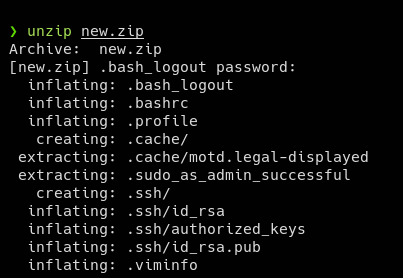 ❯ unzip new.zip
Archive:  new.zip
[new.zip] .bash_logout password:
  inflating: .bash_logout
  inflating: .bashrc
  inflating: .profile
   creating: .cache/
 extracting: .cache/motd.legal-displayed
 extracting: .sudo_as_admin_successful
   creating: .ssh/
  inflating: .ssh/id_rsa
  inflating: .ssh/authorized_keys
  inflating: .ssh/id_rsa.pub
  inflating: .viminfo